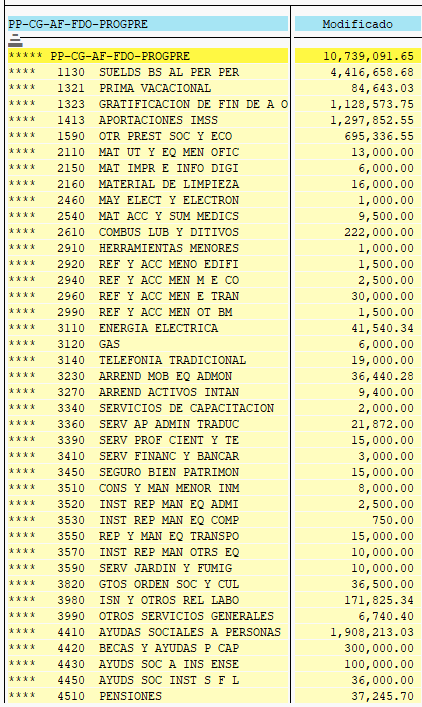 PP-CG-AF-FDO-PROGPRE Modificado
***** PP-CG-AF-FDO-PROGPRE 10,739,091.65
**** 1130 SUELDS BS AL PER PER 4,416,658.68
**** 1321 PRIMA VACACIONAL 84,643.03
**** 1323 GRATIFICACION DE FIN DE A O 1,128,573.75
**** 1413 APORTACIONES IMSS 1,297,852.55
**** 1590 OTR PREST SOC Y ECO 695,336.55
**** 2110 MAT UT Y EQ MEN OFIC 13,000.00
**** 2150 MAT IMPR E INFO DIGI 6,000.00
**** 2160 MATERIAL DE LIMPIEZA 16,000.00
**** 2460 MAY ELECT Y ELECTRON 1,000.00
**** 2540 MAT ACC Y SUM MEDICS 9,500.00
**** 2610 COMBUS LUB Y DITIVOS 222,000.00
**** 2910 HERRAMIENTAS MENORES 1,000.00
**** 2920 REF Y ACC MENO EDIFI 1,500.00
**** 2940 REF Y ACC MEN M E CO 2,500.00
**** 2960 REF Y ACC MEN E TRAN 30,000.00
**** 2990 REF Y ACC MEN OT BM 1,500.00
**** 3110 ENERGIA ELECTRICA 41,540.34
**** 3120 GAS 6,000.00
**** 3140 TELEFONIA TRADICIONAL 19,000.00
**** 3230 ARREND MOB EQ ADMON 36,440.28
**** 3270 ARREND ACTIVOS INTAN 9,400.00
**** 3340 SERVICIOS DE CAPACITACION 2,000.00
**** 3360 SERV AP ADMIN TRADUC 21,872.00
**** 3390 SERV PROF CIENT Y TE 15,000.00
**** 3410 SERV FINANC Y BANCAR 3,000.00
**** 3450 SEGURO BIEN PATRIMON 15,000.00
**** 3510 CONS Y MAN MENOR INM 8,000.00
**** 3520 INST REP MAN EQ ADMI 2,500.00
**** 3530 INST REP MAN EQ COMP 750.00
**** 3550 REP Y MAN EQ TRANSPO 15,000.00
**** 3570 INST REP MAN OTRS EQ 10,000.00
**** 3590 SERV JARDIN Y FUMIG 10,000.00
**** 3820 GTOS ORDEN SOC Y CUL 36,500.00
**** 3980 ISN Y OTROS REL LABO 171,825.34
**** 3990 OTROS SERVICIOS GENERALES 6,740.40
**** 4410 AYUDAS SOCIALES A PERSONAS 1,908,213.03
**** 4420 BECAS Y AYUDAS P CAP 300,000.00
**** 4430 AYUDS SOC A INS ENSE 100,000.00
**** 4450 AYUDS SOC INST S F L 36,000.00
**** 4510 PENSIONES 37,245.70